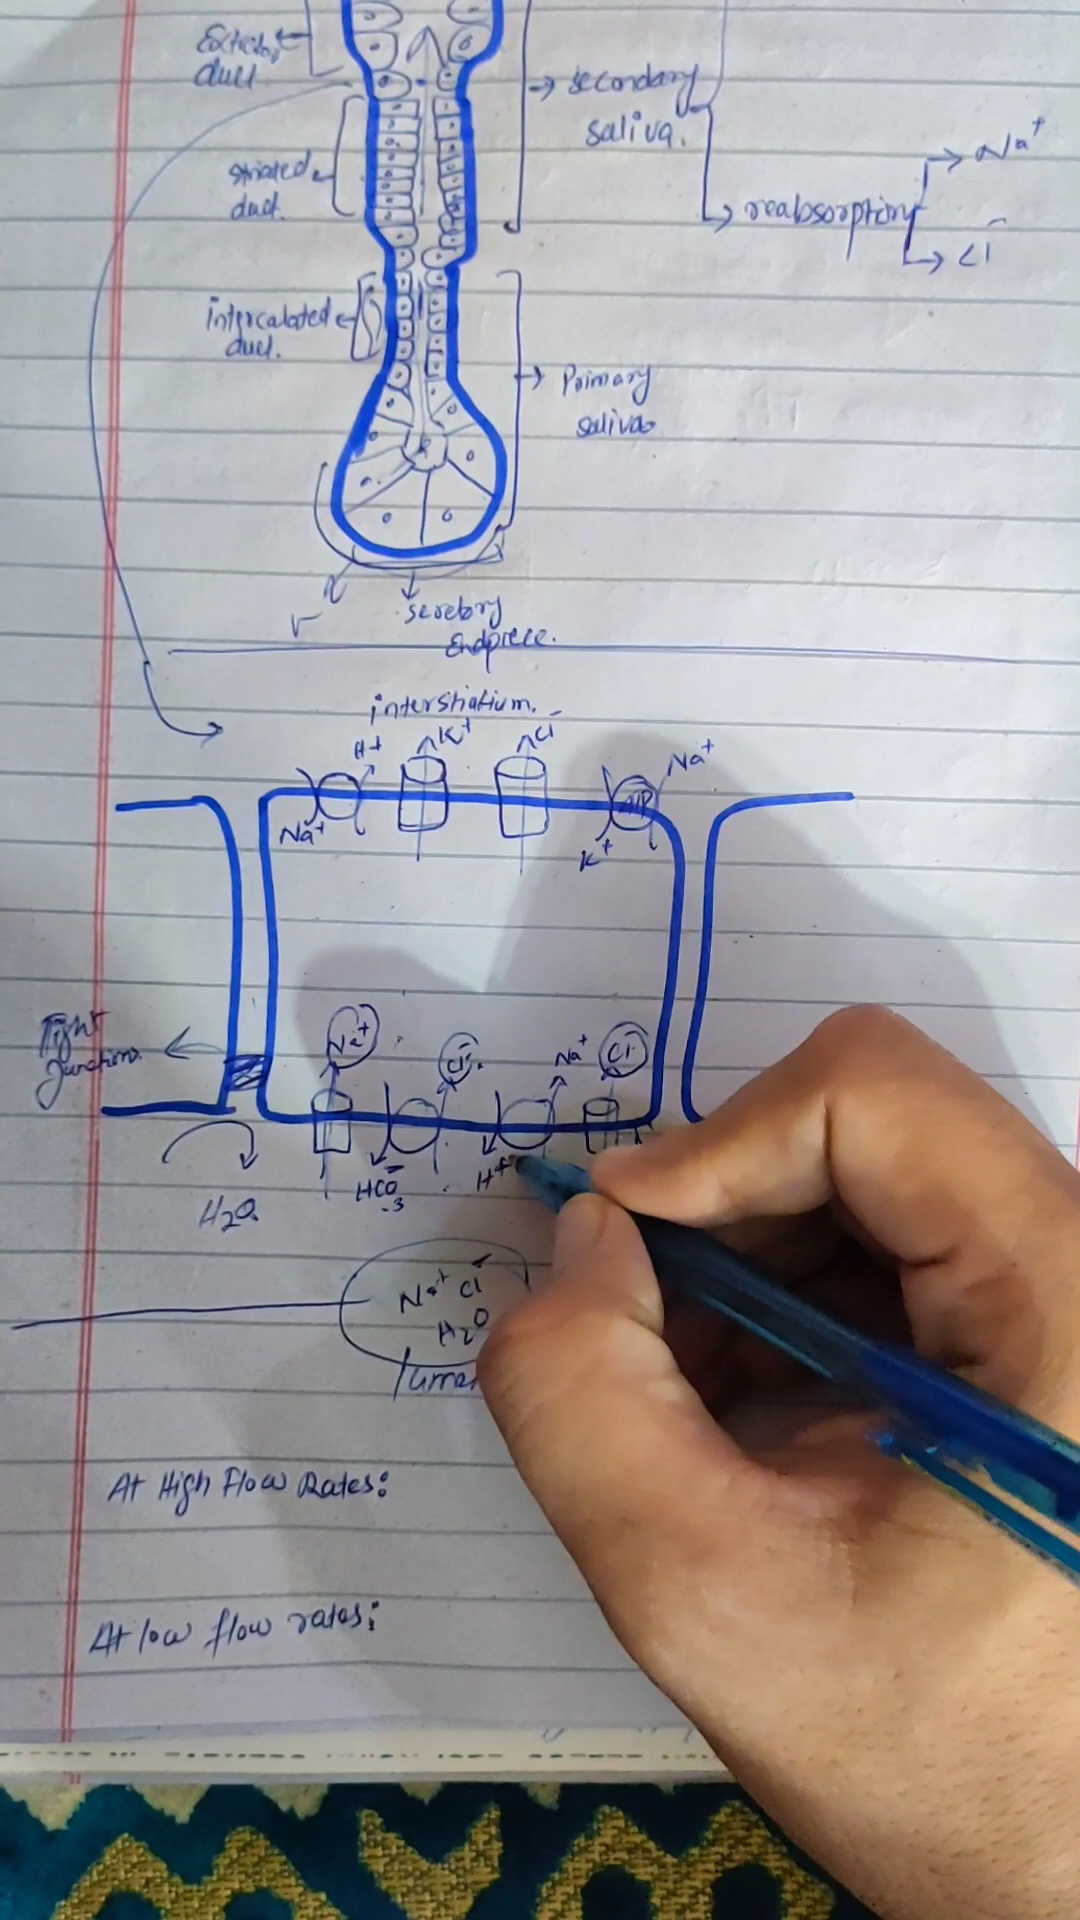 Excretory
duct.
striated
duct.
intercalated
duct.
→ secondary
saliva.
→ reabsorption
→ Na⁺
→ Cl⁻
→ Primary
saliva
secretory
Endpiece.
interstiatium.
H⁺ K⁺ Cl⁻ Na⁺
Na⁺ ATP K⁺
Tight
Junctions.
Na⁺ Cl⁻. Na⁺ Cl⁻
HCO₃⁻ H⁺
H₂O.
Na⁺ Cl⁻
H₂O
At High Flow Rates:
At low flow rates: